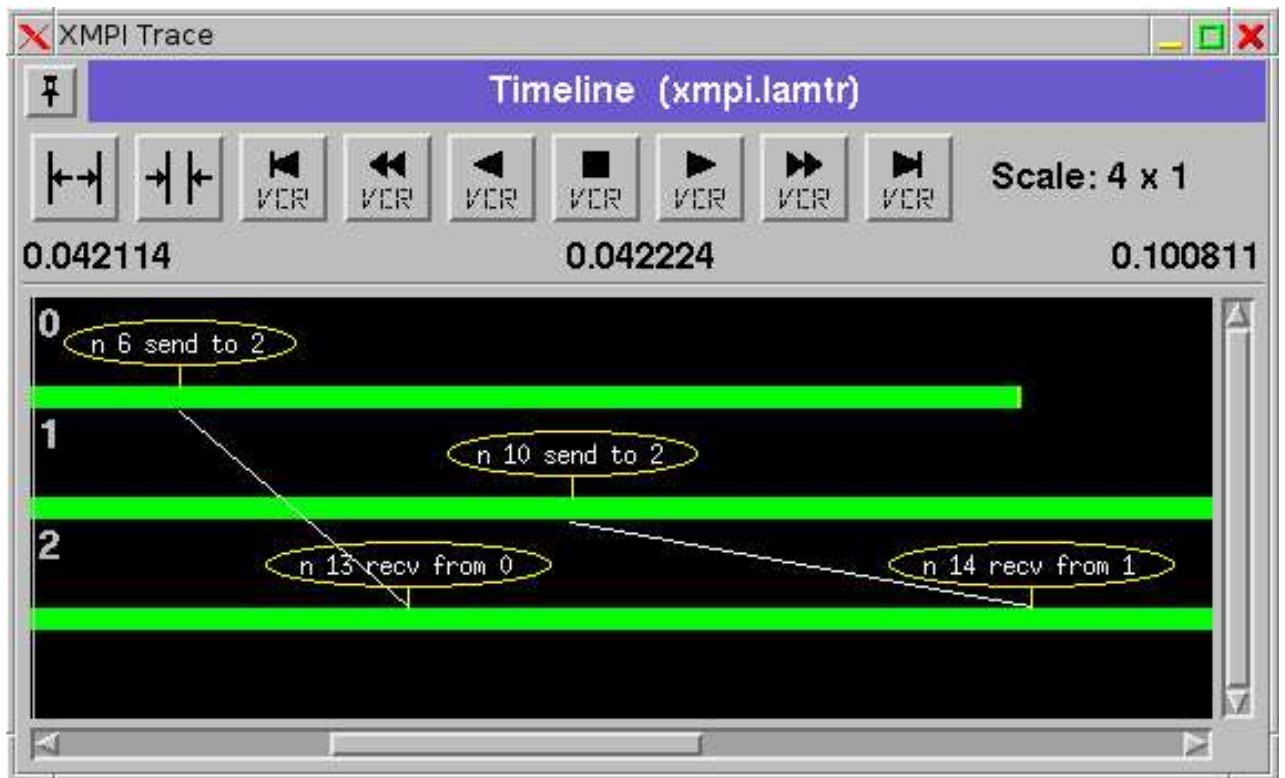 XMPI Trace
Timeline (xmpi.lamtr)
VCR VCR VCR VCR VCR VCR VCR Scale: 4 x 1
0.042114 0.042224 0.100811
0
n 6 send to 2
1
n 10 send to 2
2
n 13 recv from 0 n 14 recv from 1